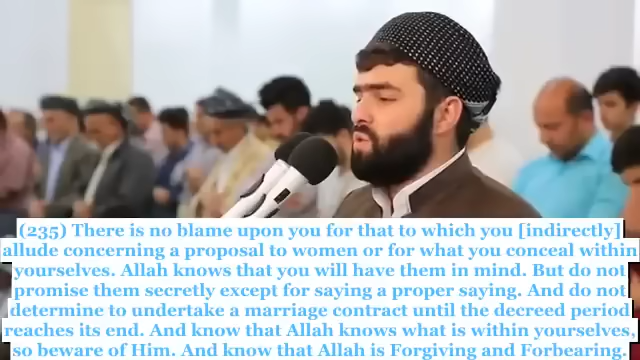 (235) There is no blame upon you for that to which you [indirectly]
allude concerning a proposal to women or for what you conceal within
yourselves. Allah knows that you will have them in mind. But do not
promise them secretly except for saying a proper saying. And do not
determine to undertake a marriage contract until the decreed period
reaches its end. And know that Allah knows what is within yourselves,
so beware of Him. And know that Allah is Forgiving and Forbearing.